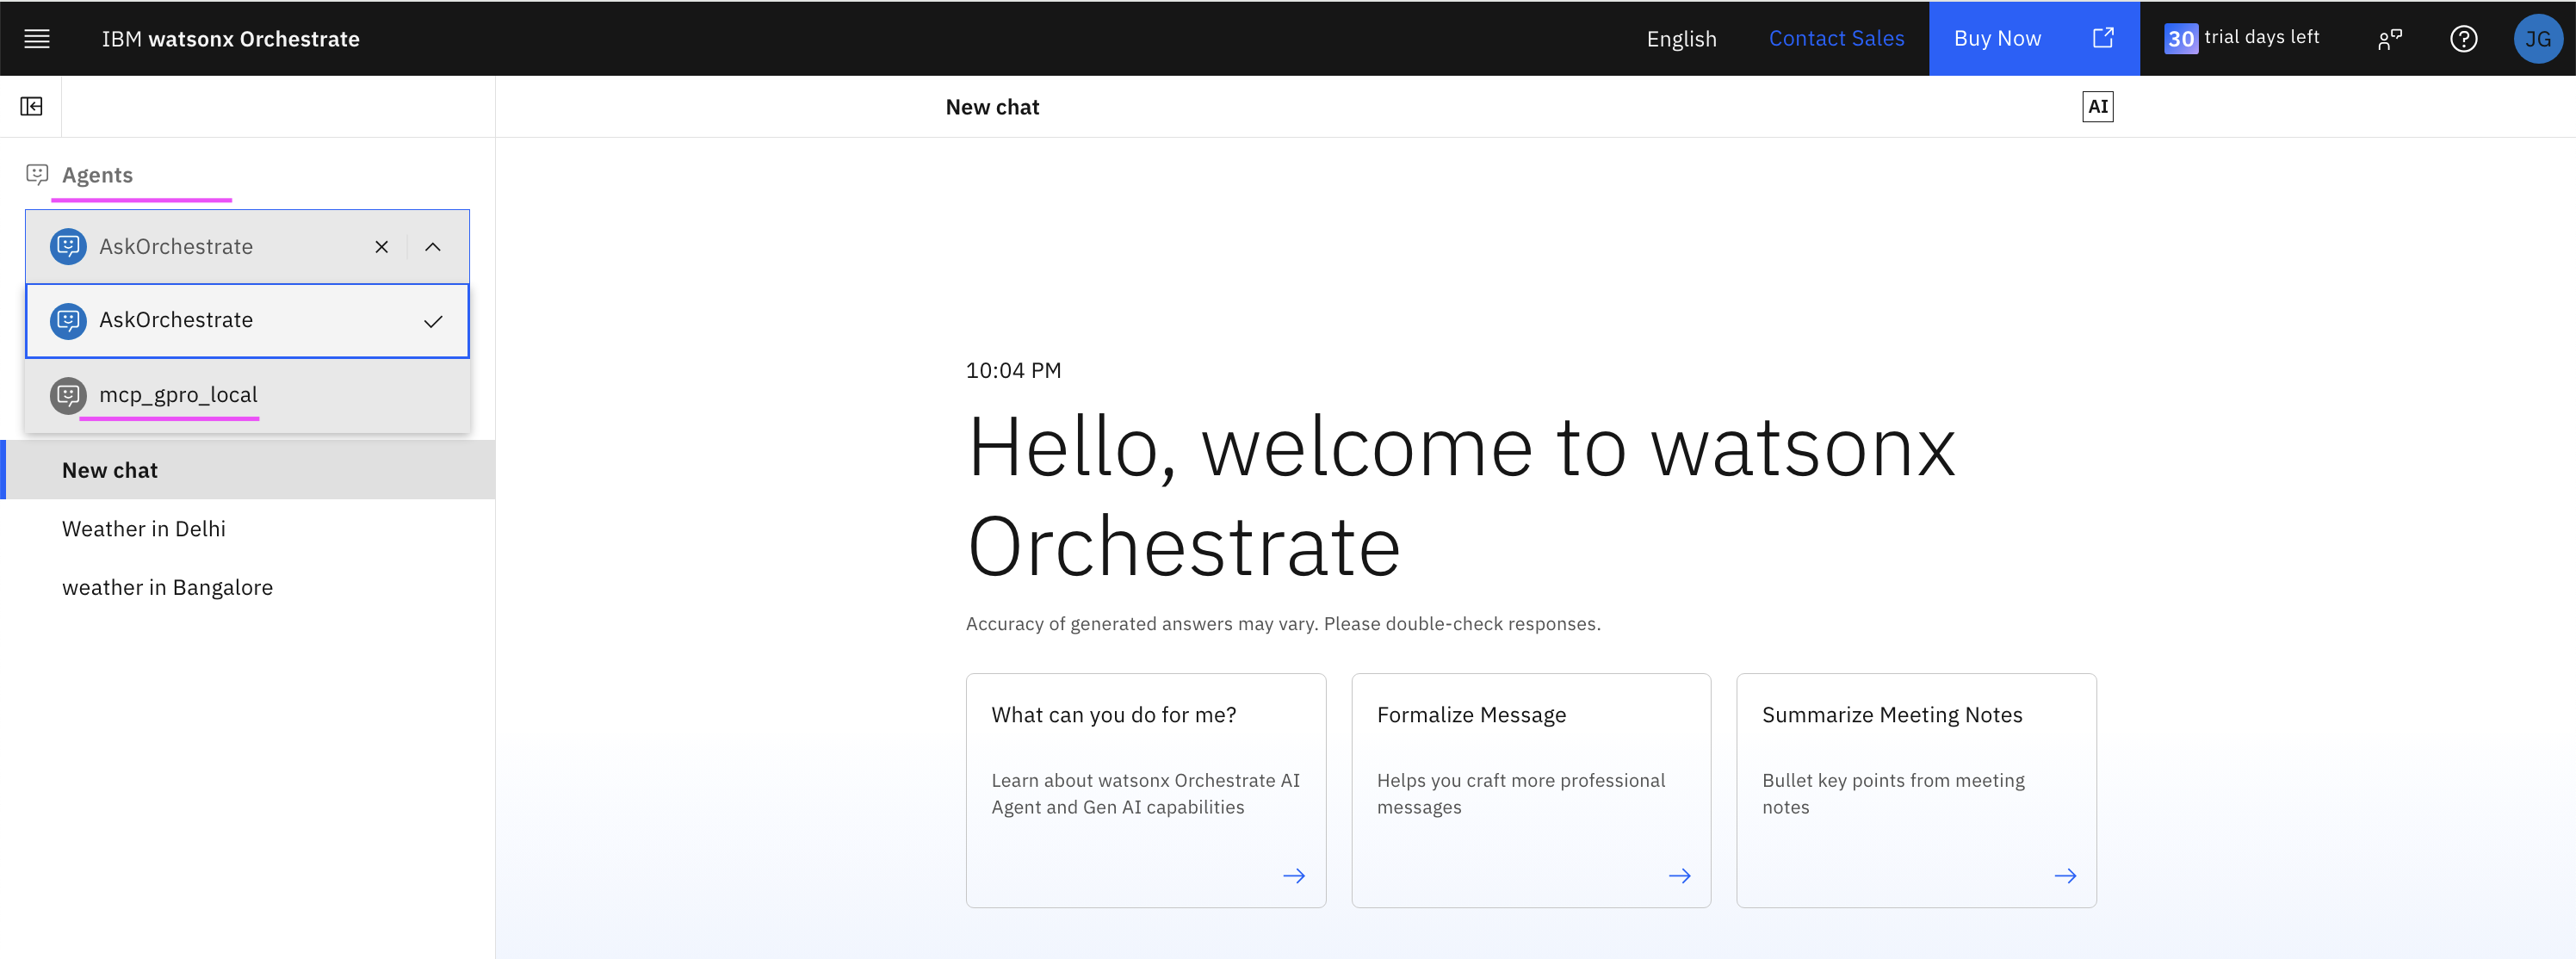 IBM watsonx Orchestrate
English
Contact Sales
Buy Now
30 trial days left
JG
New chat
AI
Agents
AskOrchestrate
AskOrchestrate
mcp_gpro_local
New chat
Weather in Delhi
weather in Bangalore
10:04 PM
Hello, welcome to watsonx
Orchestrate
Accuracy of generated answers may vary. Please double-check responses.
What can you do for me?
Learn about watsonx Orchestrate AI
Agent and Gen AI capabilities
Formalize Message
Helps you craft more professional
messages
Summarize Meeting Notes
Bullet key points from meeting
notes